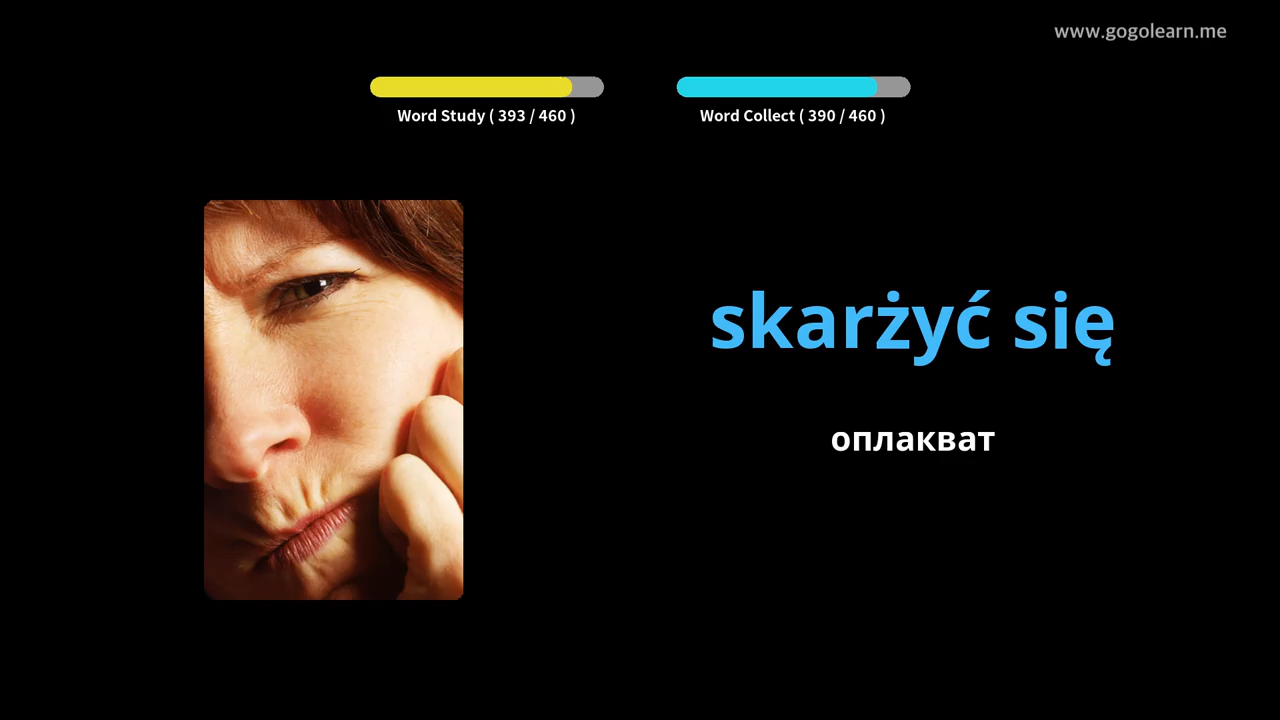 www.gogolearn.me
Word Study ( 393 / 460 )
Word Collect ( 390 / 460 )
skarżyć się
оплакват